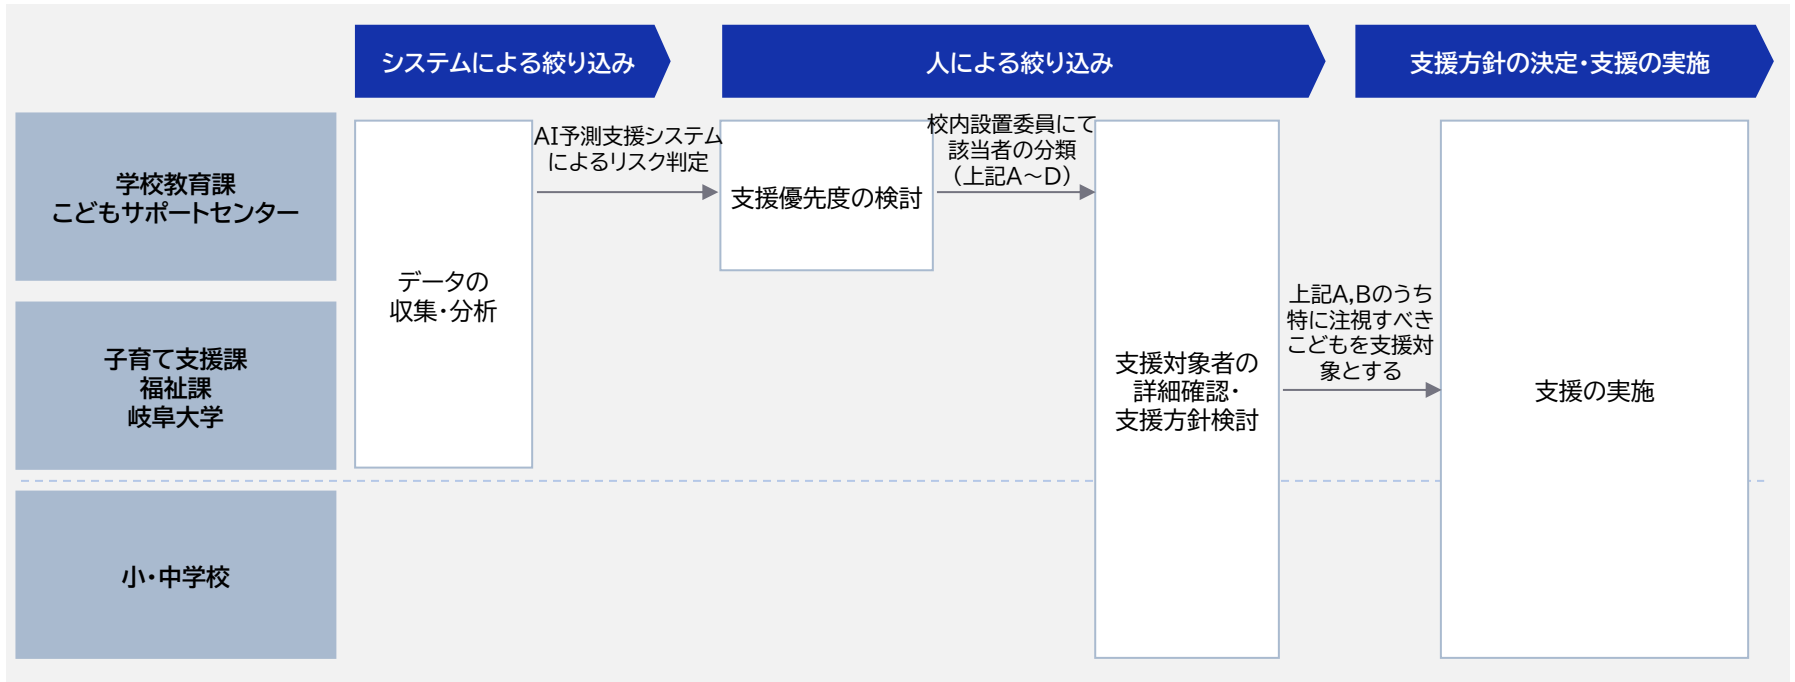 システムによる絞り込み
人による絞り込み
支援方針の決定・支援の実施
学校教育課
こどもサポートセンター
子育て支援課
福祉課
岐阜大学
小・中学校
データの
収集・分析
AI予測支援システム
によるリスク判定
支援優先度の検討
校内設置委員にて
該当者の分類
（上記A～D）
支援対象者の
詳細確認・
支援方針検討
上記A,Bのうち
特に注視すべき
こどもを支援対
象とする
支援の実施